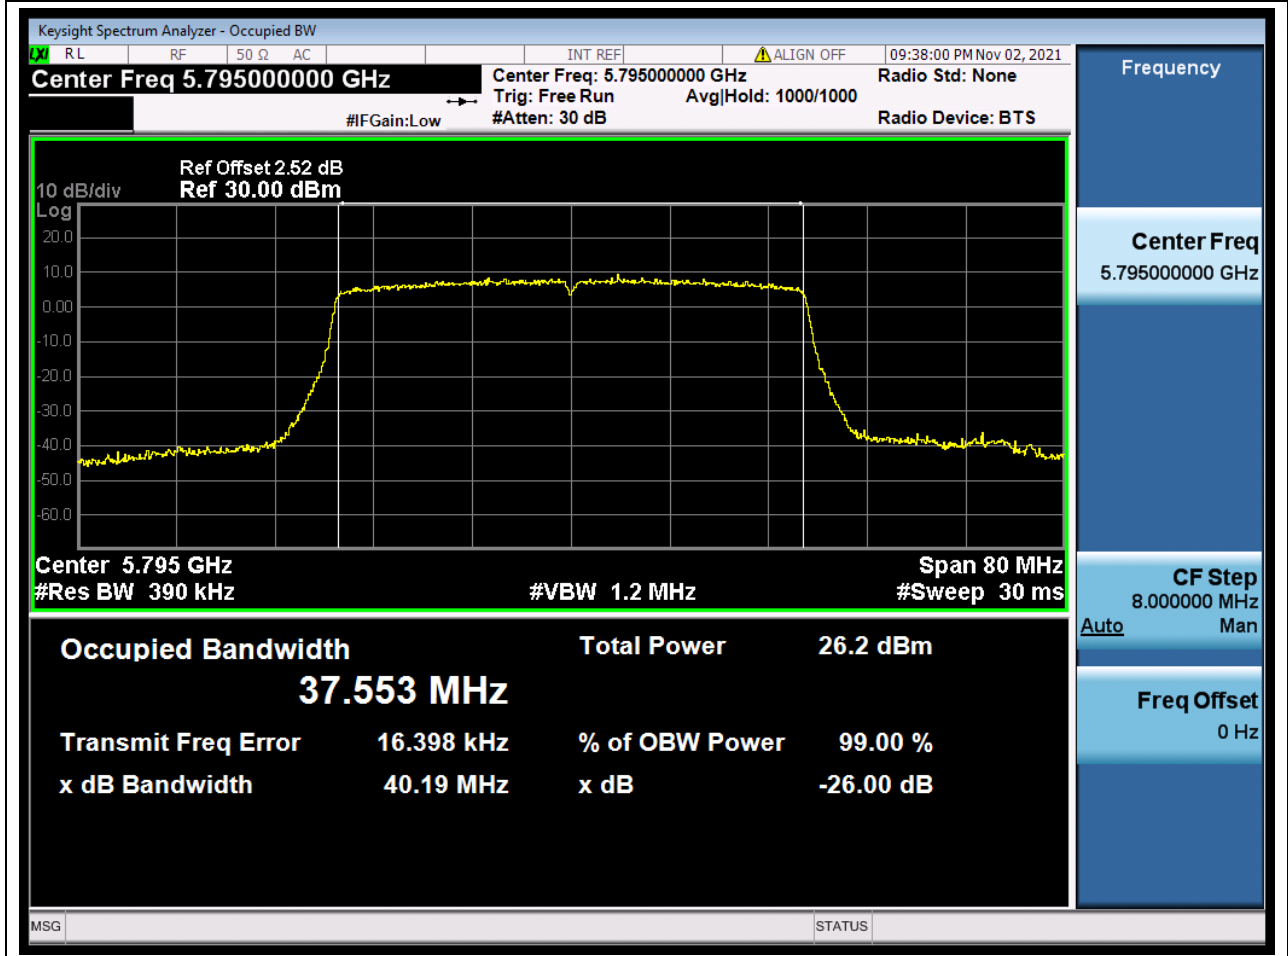 Keysight Spectrum Analyzer - Occupied BW
LXI RL RF 50 Ω AC INT REF ALIGN OFF 09:38:00 PM Nov 02, 2021
Center Freq 5.795000000 GHz
Center Freq: 5.795000000 GHz
Radio Std: None
Trig: Free Run Avg|Hold: 1000/1000
#IFGain:Low
#Atten: 30 dB
Radio Device: BTS
Ref Offset 2.52 dB
10 dB/div Ref 30.00 dBm
Log
20.0
10.0
0.00
-10.0
-20.0
-30.0
-40.0
-50.0
-60.0
Center 5.795 GHz Span 80 MHz
#Res BW 390 kHz #VBW 1.2 MHz #Sweep 30 ms
Occupied Bandwidth Total Power 26.2 dBm
37.553 MHz
Transmit Freq Error 16.398 kHz % of OBW Power 99.00 %
x dB Bandwidth 40.19 MHz x dB -26.00 dB
MSG STATUS
Frequency
Center Freq
5.795000000 GHz
CF Step
8.000000 MHz
Auto Man
Freq Offset
0 Hz